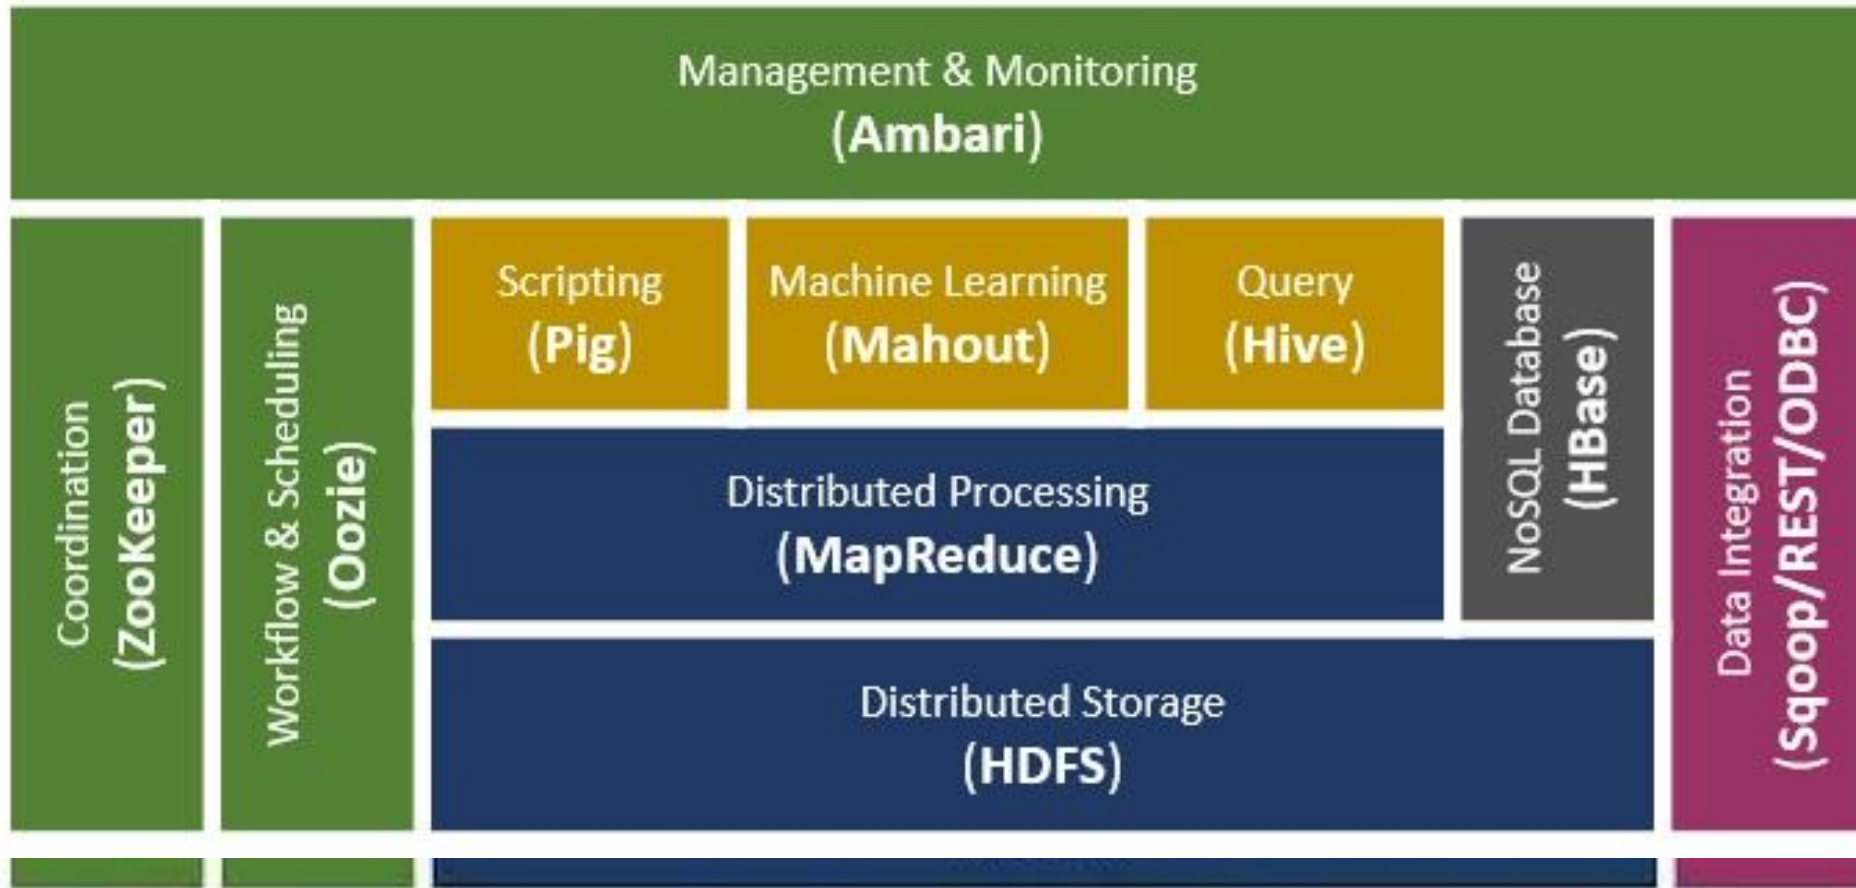 Management & Monitoring
(Ambari)
Coordination
(ZooKeeper)
Workflow & Scheduling
(Oozie)
Scripting
(Pig)
Machine Learning
(Mahout)
Query
(Hive)
NoSQL Database
(HBase)
Data Integration
(Sqoop/REST/ODBC)
Distributed Processing
(MapReduce)
Distributed Storage
(HDFS)